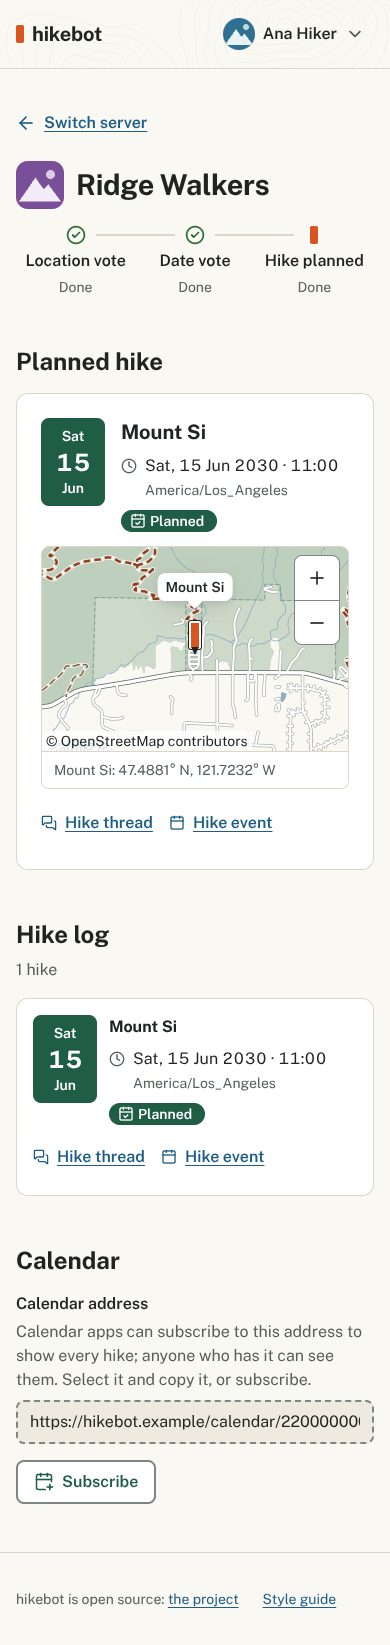 hikebot
Ana Hiker
Switch server
Ridge Walkers
Location vote
Date vote
Hike planned
Done
Done
Done
Planned hike
Sat
15
Jun
Mount Si
Sat, 15 Jun 2030 · 11:00
America/Los_Angeles
Planned
Mount Si
+
−
© OpenStreetMap contributors
Mount Si: 47.4881° N, 121.7232° W
Hike thread
Hike event
Hike log
1 hike
Sat
15
Jun
Mount Si
Sat, 15 Jun 2030 · 11:00
America/Los_Angeles
Planned
Hike thread
Hike event
Calendar
Calendar address
Calendar apps can subscribe to this address to
show every hike; anyone who has it can see
them. Select it and copy it, or subscribe.
https://hikebot.example/calendar/220000000
Subscribe
hikebot is open source: the project
Style guide